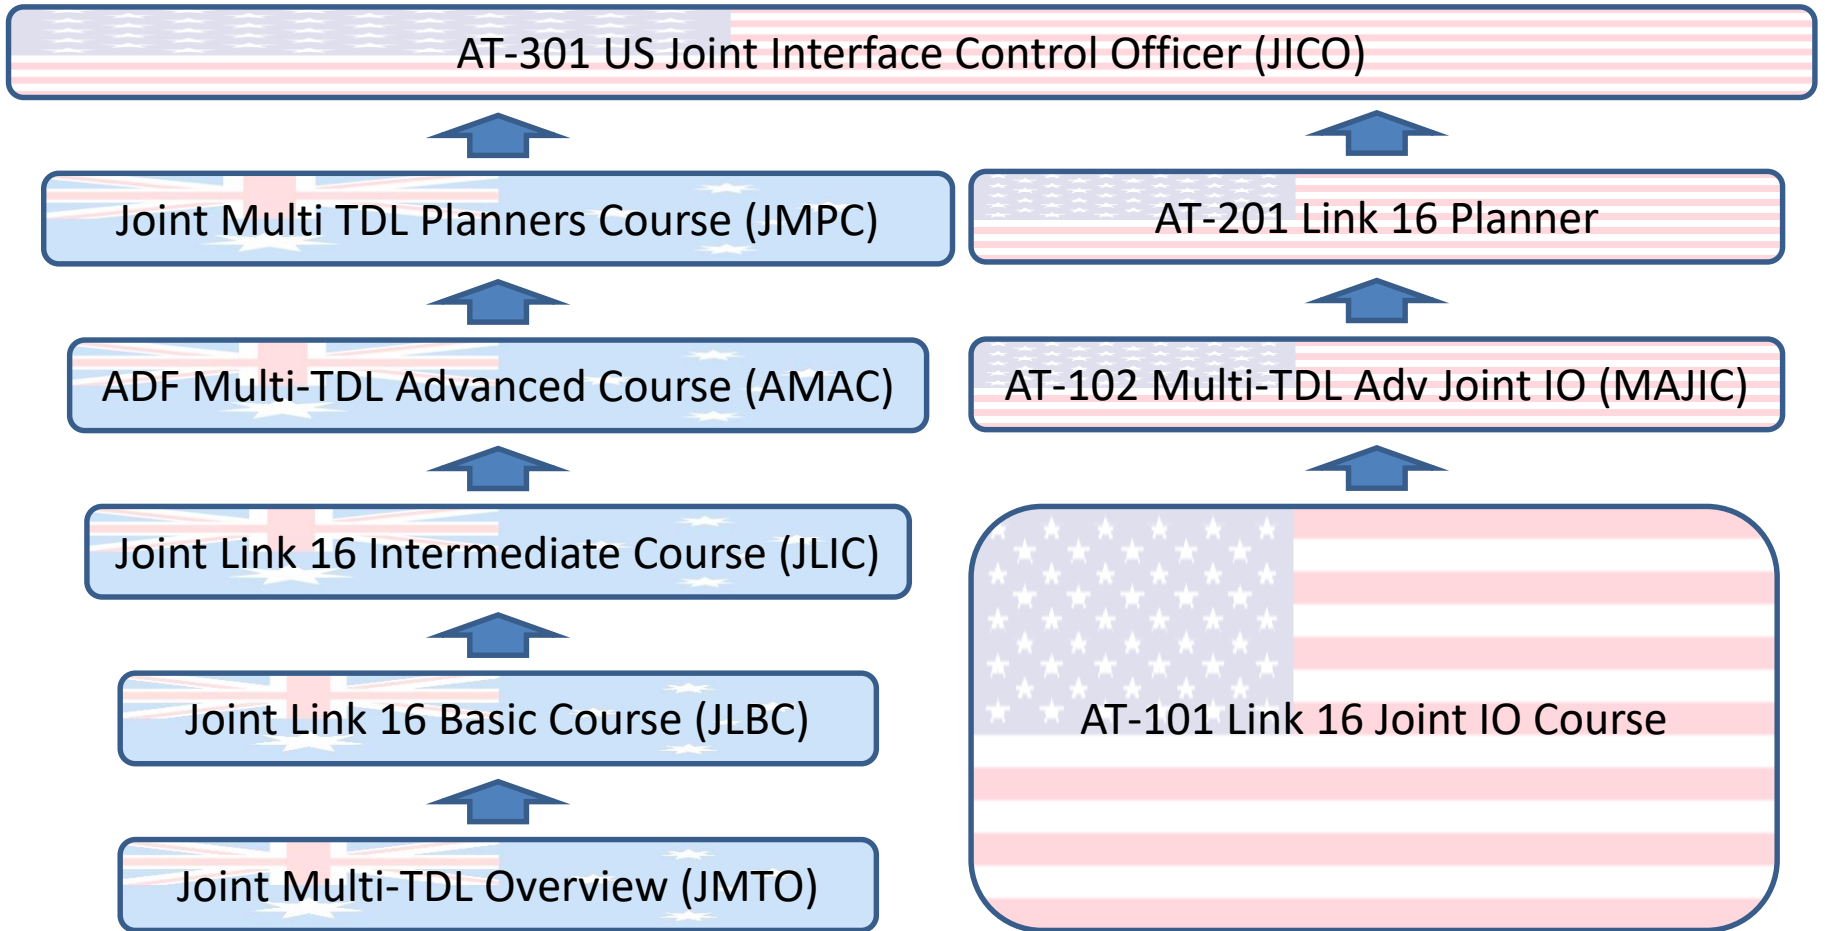 AT-301 US Joint Interface Control Officer (JICO)
Joint Multi TDL Planners Course (JMPC)
AT-201 Link 16 Planner
ADF Multi-TDL Advanced Course (AMAC)
AT-102 Multi-TDL Adv Joint IO (MAJIC)
Joint Link 16 Intermediate Course (JLIC)
Joint Link 16 Basic Course (JLBC)
AT-101 Link 16 Joint IO Course
Joint Multi-TDL Overview (JMTO)